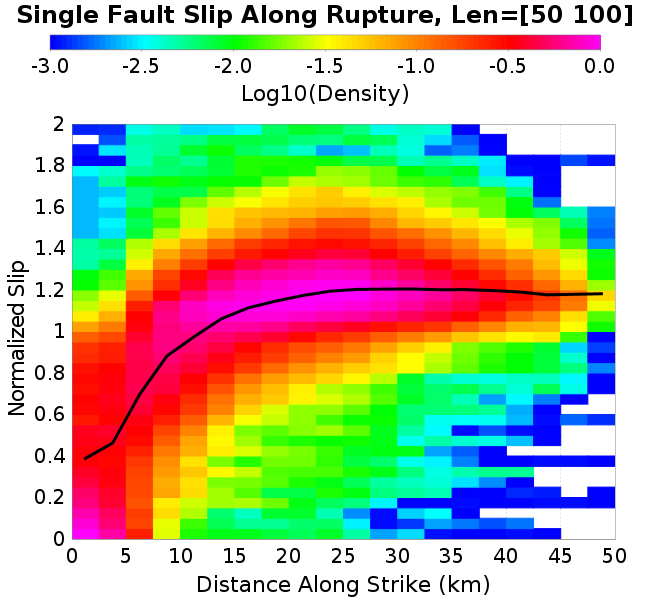 Single Fault Slip Along Rupture, Len=[50 100]
-3.0 -2.5 -2.0 -1.5 -1.0 -0.5 0.0
Log10(Density)
Normalized Slip
2
1.8
1.6
1.4
1.2
1
0.8
0.6
0.4
0.2
0
0 5 10 15 20 25 30 35 40 45 50
Distance Along Strike (km)